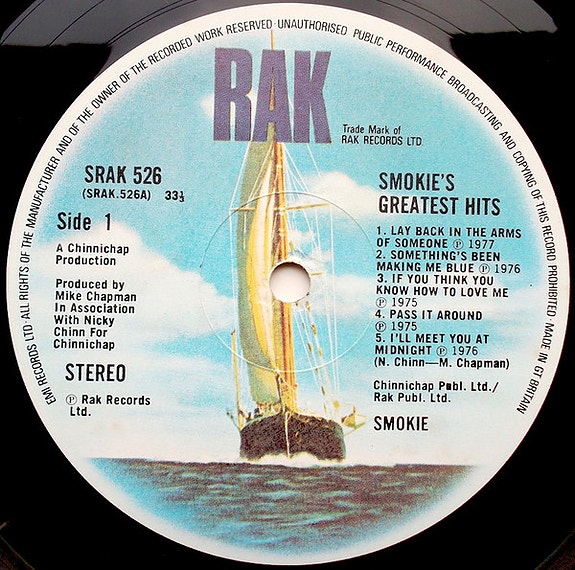 EMI RECORDS LTD · ALL RIGHTS OF THE MANUFACTURER AND OF THE OWNER OF THE RECORDED WORK RESERVED · UNAUTHORISED PUBLIC PERFORMANCE BROADCASTING AND COPYING OF THIS RECORD PROHIBITED · MADE IN GT BRITAIN
RAK
Trade Mark of
RAK RECORDS LTD.
SRAK 526
(SRAK.526A) 33⅓
Side 1
A Chinnichap
Production
Produced by
Mike Chapman
In Association
With Nicky
Chinn For
Chinnichap
STEREO
℗ Rak Records
Ltd.
SMOKIE'S
GREATEST HITS
1. LAY BACK IN THE ARMS
OF SOMEONE ℗ 1977
2. SOMETHING'S BEEN
MAKING ME BLUE ℗ 1976
3. IF YOU THINK YOU
KNOW HOW TO LOVE ME
℗ 1975
4. PASS IT AROUND
℗ 1975
5. I'LL MEET YOU AT
MIDNIGHT ℗ 1976
(N. Chinn—M. Chapman)
Chinnichap Publ. Ltd./
Rak Publ. Ltd.
SMOKIE